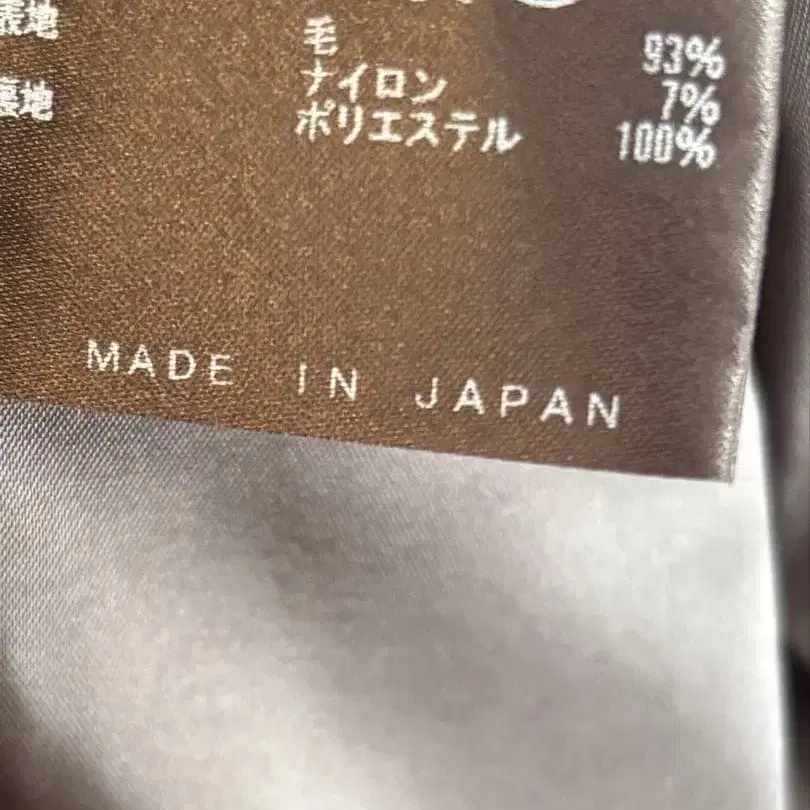 表地 毛 93%
ナイロン 7%
裏地 ポリエステル 100%
MADE IN JAPAN